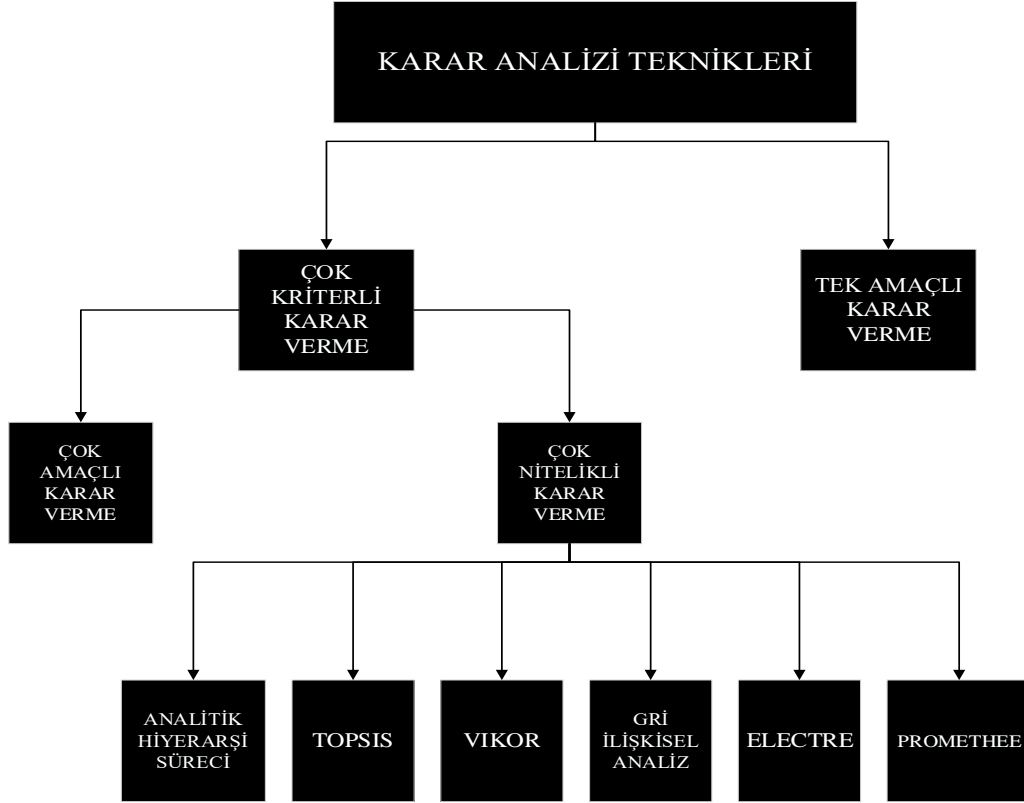 KARAR ANALİZİ TEKNİKLERİ
ÇOK
KRİTERLİ
KARAR
VERME
TEK AMAÇLI
KARAR
VERME
ÇOK
AMAÇLI
KARAR
VERME
ÇOK
NİTELİKLİ
KARAR
VERME
ANALİTİK
HİYERARŞİ
SÜRECİ
TOPSIS
VIKOR
GRİ
İLİŞKİSEL
ANALİZ
ELECTRE
PROMETHEE